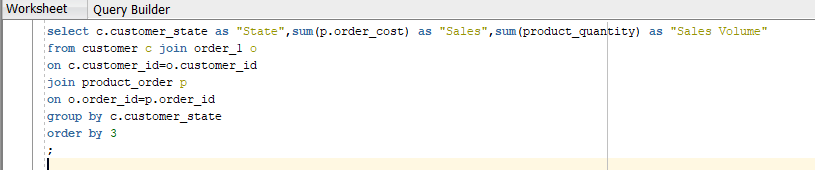 Worksheet Query Builder
select c.customer_state as "State",sum(p.order_cost) as "Sales",sum(product_quantity) as "Sales Volume"
from customer c join order_1 o
on c.customer_id=o.customer_id
join product_order p
on o.order_id=p.order_id
group by c.customer_state
order by 3
;